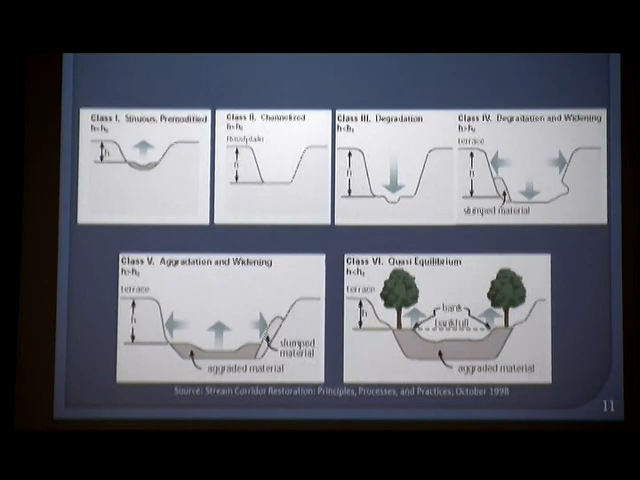 Class I. Sinuous, Premodified
h<hc
h
Class II. Channelized
h<hc
floodplain
h
Class III. Degradation
h<hc
h
Class IV. Degradation and Widening
h>hc
terrace
h
slumped material
Class V. Aggradation and Widening
h>hc
terrace
h
slumped
material
aggraded material
Class VI. Quasi Equilibrium
h<hc
terrace
h
bank
bankfull
aggraded material
Source: Stream Corridor Restoration: Principles, Processes, and Practices; October 1998
11